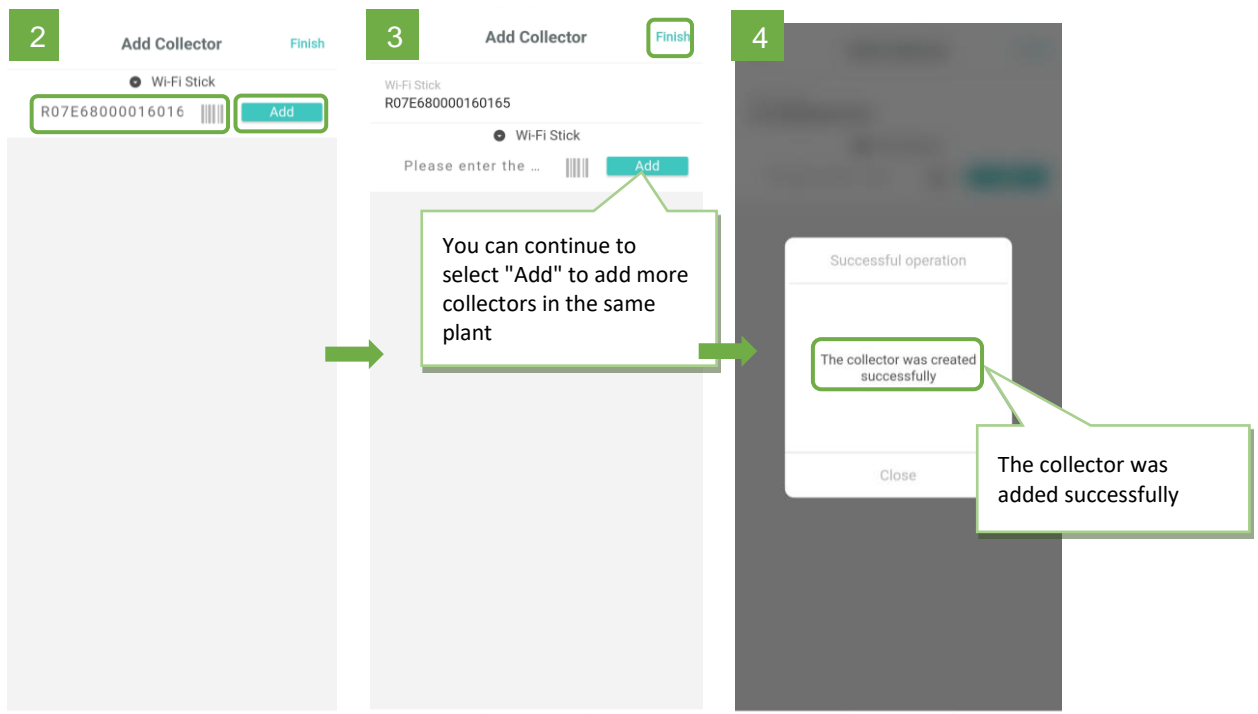 2
Add Collector
Finish
Wi-Fi Stick
R07E68000016016
Add
3
Add Collector
Finish
Wi-Fi Stick
R07E680000160165
Wi-Fi Stick
Please enter the ...
Add
You can continue to
select "Add" to add more
collectors in the same
plant
4
Successful operation
The collector was created
successfully
Close
The collector was
added successfully